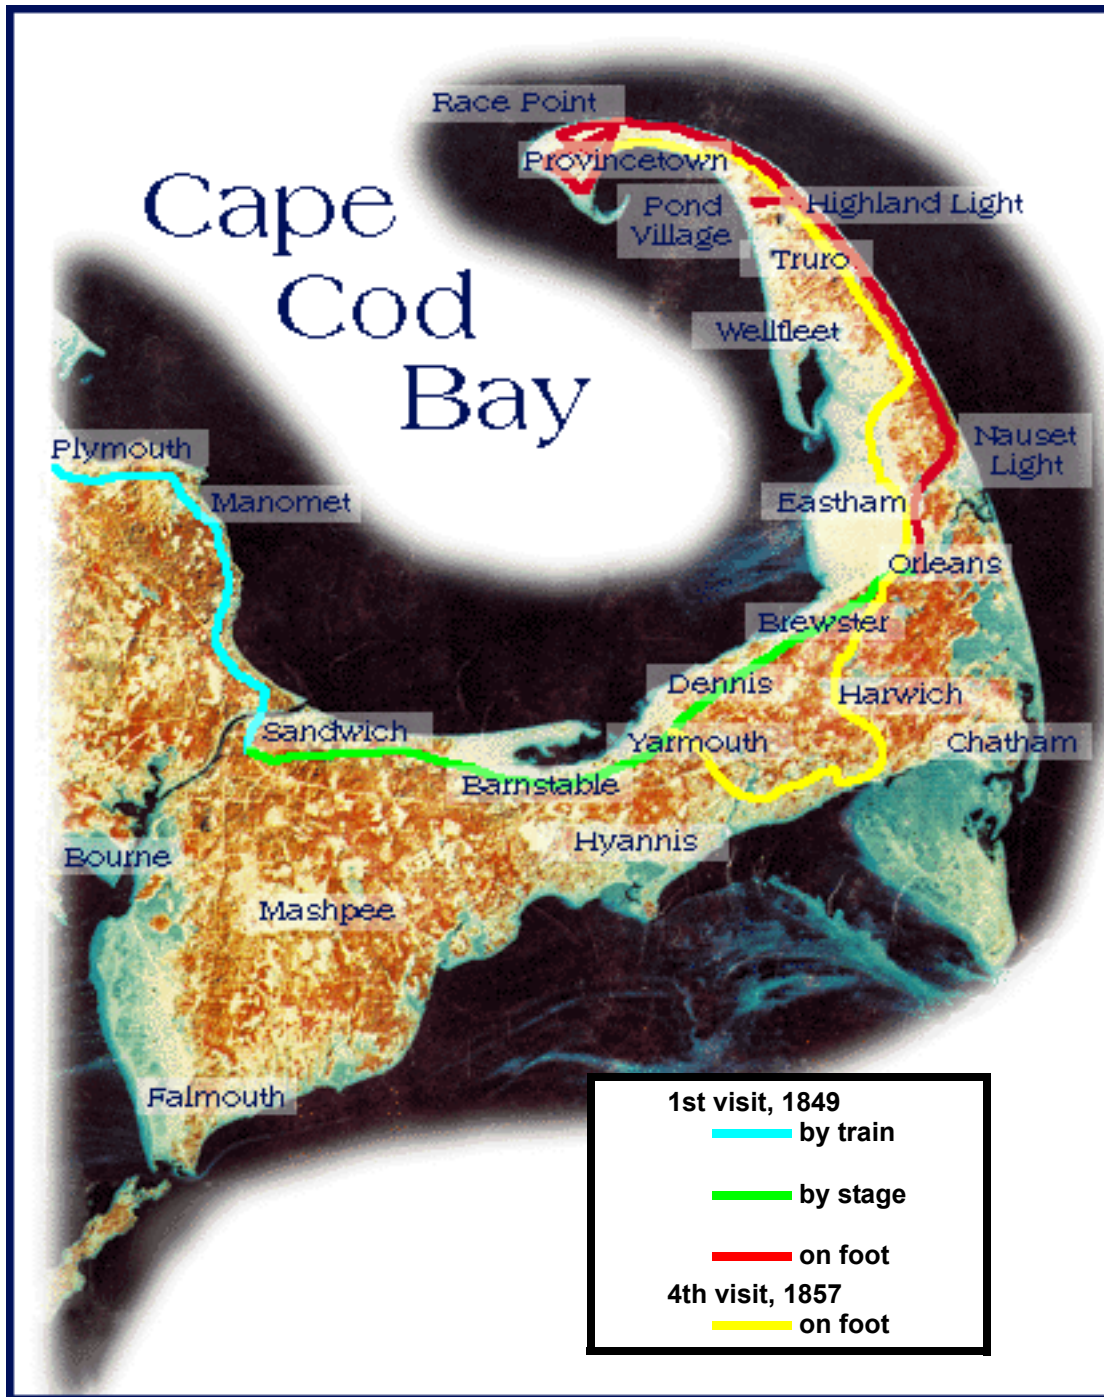 Race Point
Provincetown
Cape
Cod
Bay
Pond
Village
Highland Light
Truro
Wellfleet
Plymouth
Manomet
Nauset
Light
Eastham
Orleans
Brewster
Dennis
Harwich
Sandwich
Yarmouth
Chatham
Barnstable
Hyannis
Bourne
Mashpee
Falmouth
1st visit, 1849
by train
by stage
on foot
4th visit, 1857
on foot